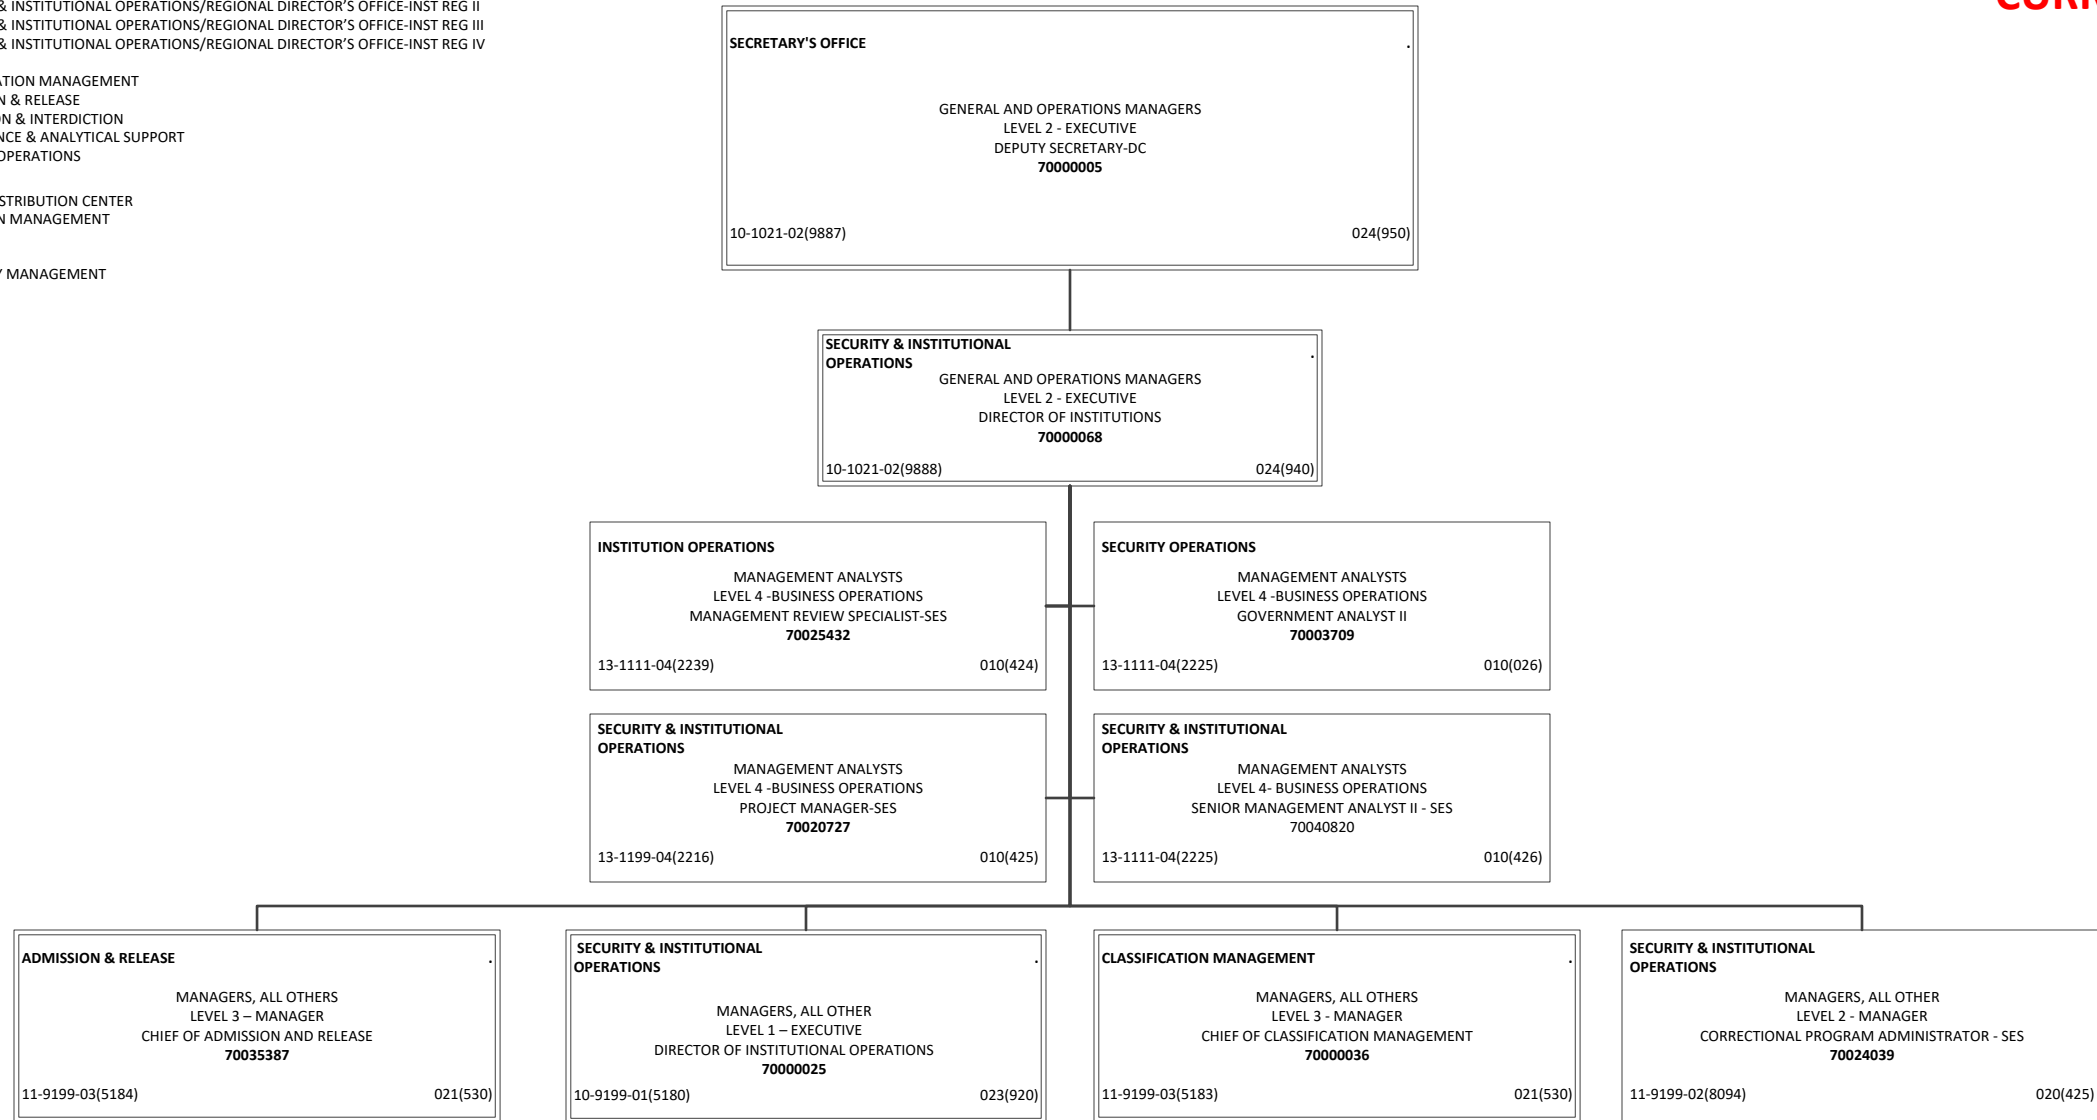 & INSTITUTIONAL OPERATIONS/REGIONAL DIRECTOR'S OFFICE-INST REG II
& INSTITUTIONAL OPERATIONS/REGIONAL DIRECTOR'S OFFICE-INST REG III
& INSTITUTIONAL OPERATIONS/REGIONAL DIRECTOR'S OFFICE-INST REG IV
ATION MANAGEMENT
N & RELEASE
ON & INTERDICTION
NCE & ANALYTICAL SUPPORT
OPERATIONS
STRIBUTION CENTER
N MANAGEMENT
Y MANAGEMENT
SECRETARY'S OFFICE .
GENERAL AND OPERATIONS MANAGERS
LEVEL 2 - EXECUTIVE
DEPUTY SECRETARY-DC
70000005
10-1021-02(9887) 024(950)
SECURITY & INSTITUTIONAL
OPERATIONS .
GENERAL AND OPERATIONS MANAGERS
LEVEL 2 - EXECUTIVE
DIRECTOR OF INSTITUTIONS
70000068
10-1021-02(9888) 024(940)
INSTITUTION OPERATIONS
MANAGEMENT ANALYSTS
LEVEL 4 -BUSINESS OPERATIONS
MANAGEMENT REVIEW SPECIALIST-SES
70025432
13-1111-04(2239) 010(424)
SECURITY OPERATIONS
MANAGEMENT ANALYSTS
LEVEL 4 -BUSINESS OPERATIONS
GOVERNMENT ANALYST II
70003709
13-1111-04(2225) 010(026)
SECURITY & INSTITUTIONAL
OPERATIONS
MANAGEMENT ANALYSTS
LEVEL 4 -BUSINESS OPERATIONS
PROJECT MANAGER-SES
70020727
13-1199-04(2216) 010(425)
SECURITY & INSTITUTIONAL
OPERATIONS
MANAGEMENT ANALYSTS
LEVEL 4- BUSINESS OPERATIONS
SENIOR MANAGEMENT ANALYST II - SES
70040820
13-1111-04(2225) 010(426)
ADMISSION & RELEASE .
MANAGERS, ALL OTHERS
LEVEL 3 – MANAGER
CHIEF OF ADMISSION AND RELEASE
70035387
11-9199-03(5184) 021(530)
SECURITY & INSTITUTIONAL
OPERATIONS .
MANAGERS, ALL OTHER
LEVEL 1 – EXECUTIVE
DIRECTOR OF INSTITUTIONAL OPERATIONS
70000025
10-9199-01(5180) 023(920)
CLASSIFICATION MANAGEMENT .
MANAGERS, ALL OTHERS
LEVEL 3 - MANAGER
CHIEF OF CLASSIFICATION MANAGEMENT
70000036
11-9199-03(5183) 021(530)
SECURITY & INSTITUTIONAL
OPERATIONS
MANAGERS, ALL OTHER
LEVEL 2 - MANAGER
CORRECTIONAL PROGRAM ADMINISTRATOR - SES
70024039
11-9199-02(8094) 020(425)